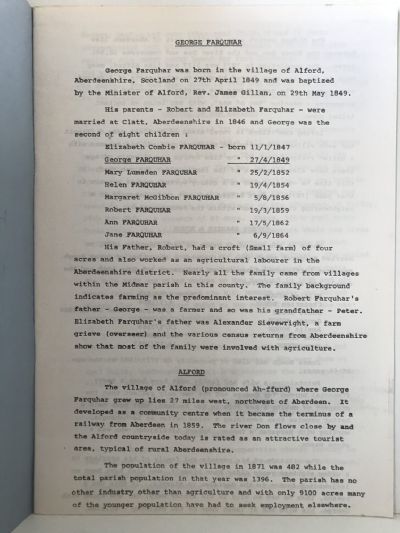 GEORGE FARQUHAR
George Farquhar was born in the village of Alford,
Aberdeenshire, Scotland on 27th April 1849 and was baptized
by the Minister of Alford, Rev. James Gillan, on 29th May 1849.
His parents - Robert and Elizabeth Farquhar - were
married at Clatt, Aberdeenshire in 1846 and George was the
second of eight children :
Elizabeth Combie FARQUHAR - born 11/1/1847
George FARQUHAR " 27/4/1849
Mary Lumsden FARQUHAR " 25/2/1852
Helen FARQUHAR " 19/4/1854
Margaret McGibbon FARQUHAR " 5/8/1856
Robert FARQUHAR " 19/3/1859
Ann FARQUHAR " 17/5/1862
Jane FARQUHAR " 6/9/1864
His Father, Robert, had a croft (Small farm) of four
acres and also worked as an agricultural labourer in the
Aberdeenshire district. Nearly all the family came from villages
within the Midmar parish in this county. The family background
indicates farming as the predominant interest. Robert Farquhar's
father - George - was a farmer and so was his grandfather - Peter.
Elizabeth Farquhar's father was Alexander Sievewright, a farm
grieve (overseer) and the various census returns from Aberdeenshire
show that most of the family were involved with agriculture.
ALFORD
The village of Alford (pronounced Ah-ffurd) where George
Farquhar grew up lies 27 miles west, northwest of Aberdeen. It
developed as a community centre when it became the terminus of a
railway from Aberdeen in 1859. The river Don flows close by and
the Alford countryside today is rated as an attractive tourist
area, typical of rural Aberdeenshire.
The population of the village in 1871 was 482 while the
total parish population in that year was 1396. The parish has no
other industry other than agriculture and with only 9100 acres many
of the younger population have had to seek employment elsewhere.